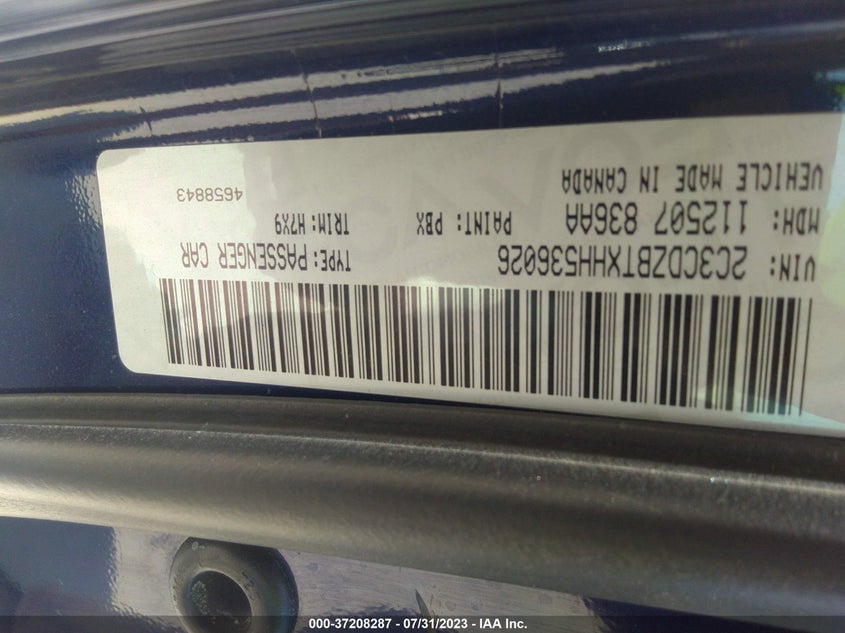 VIN: 2C3CDZBTXHH536026 TYPE: PASSENGER CAR
MDH: 112507 836AA PAINT: PBX TRIM: H7X9
VEHICLE MADE IN CANADA 4658843
000-37208287 - 07/31/2023 - IAA Inc.